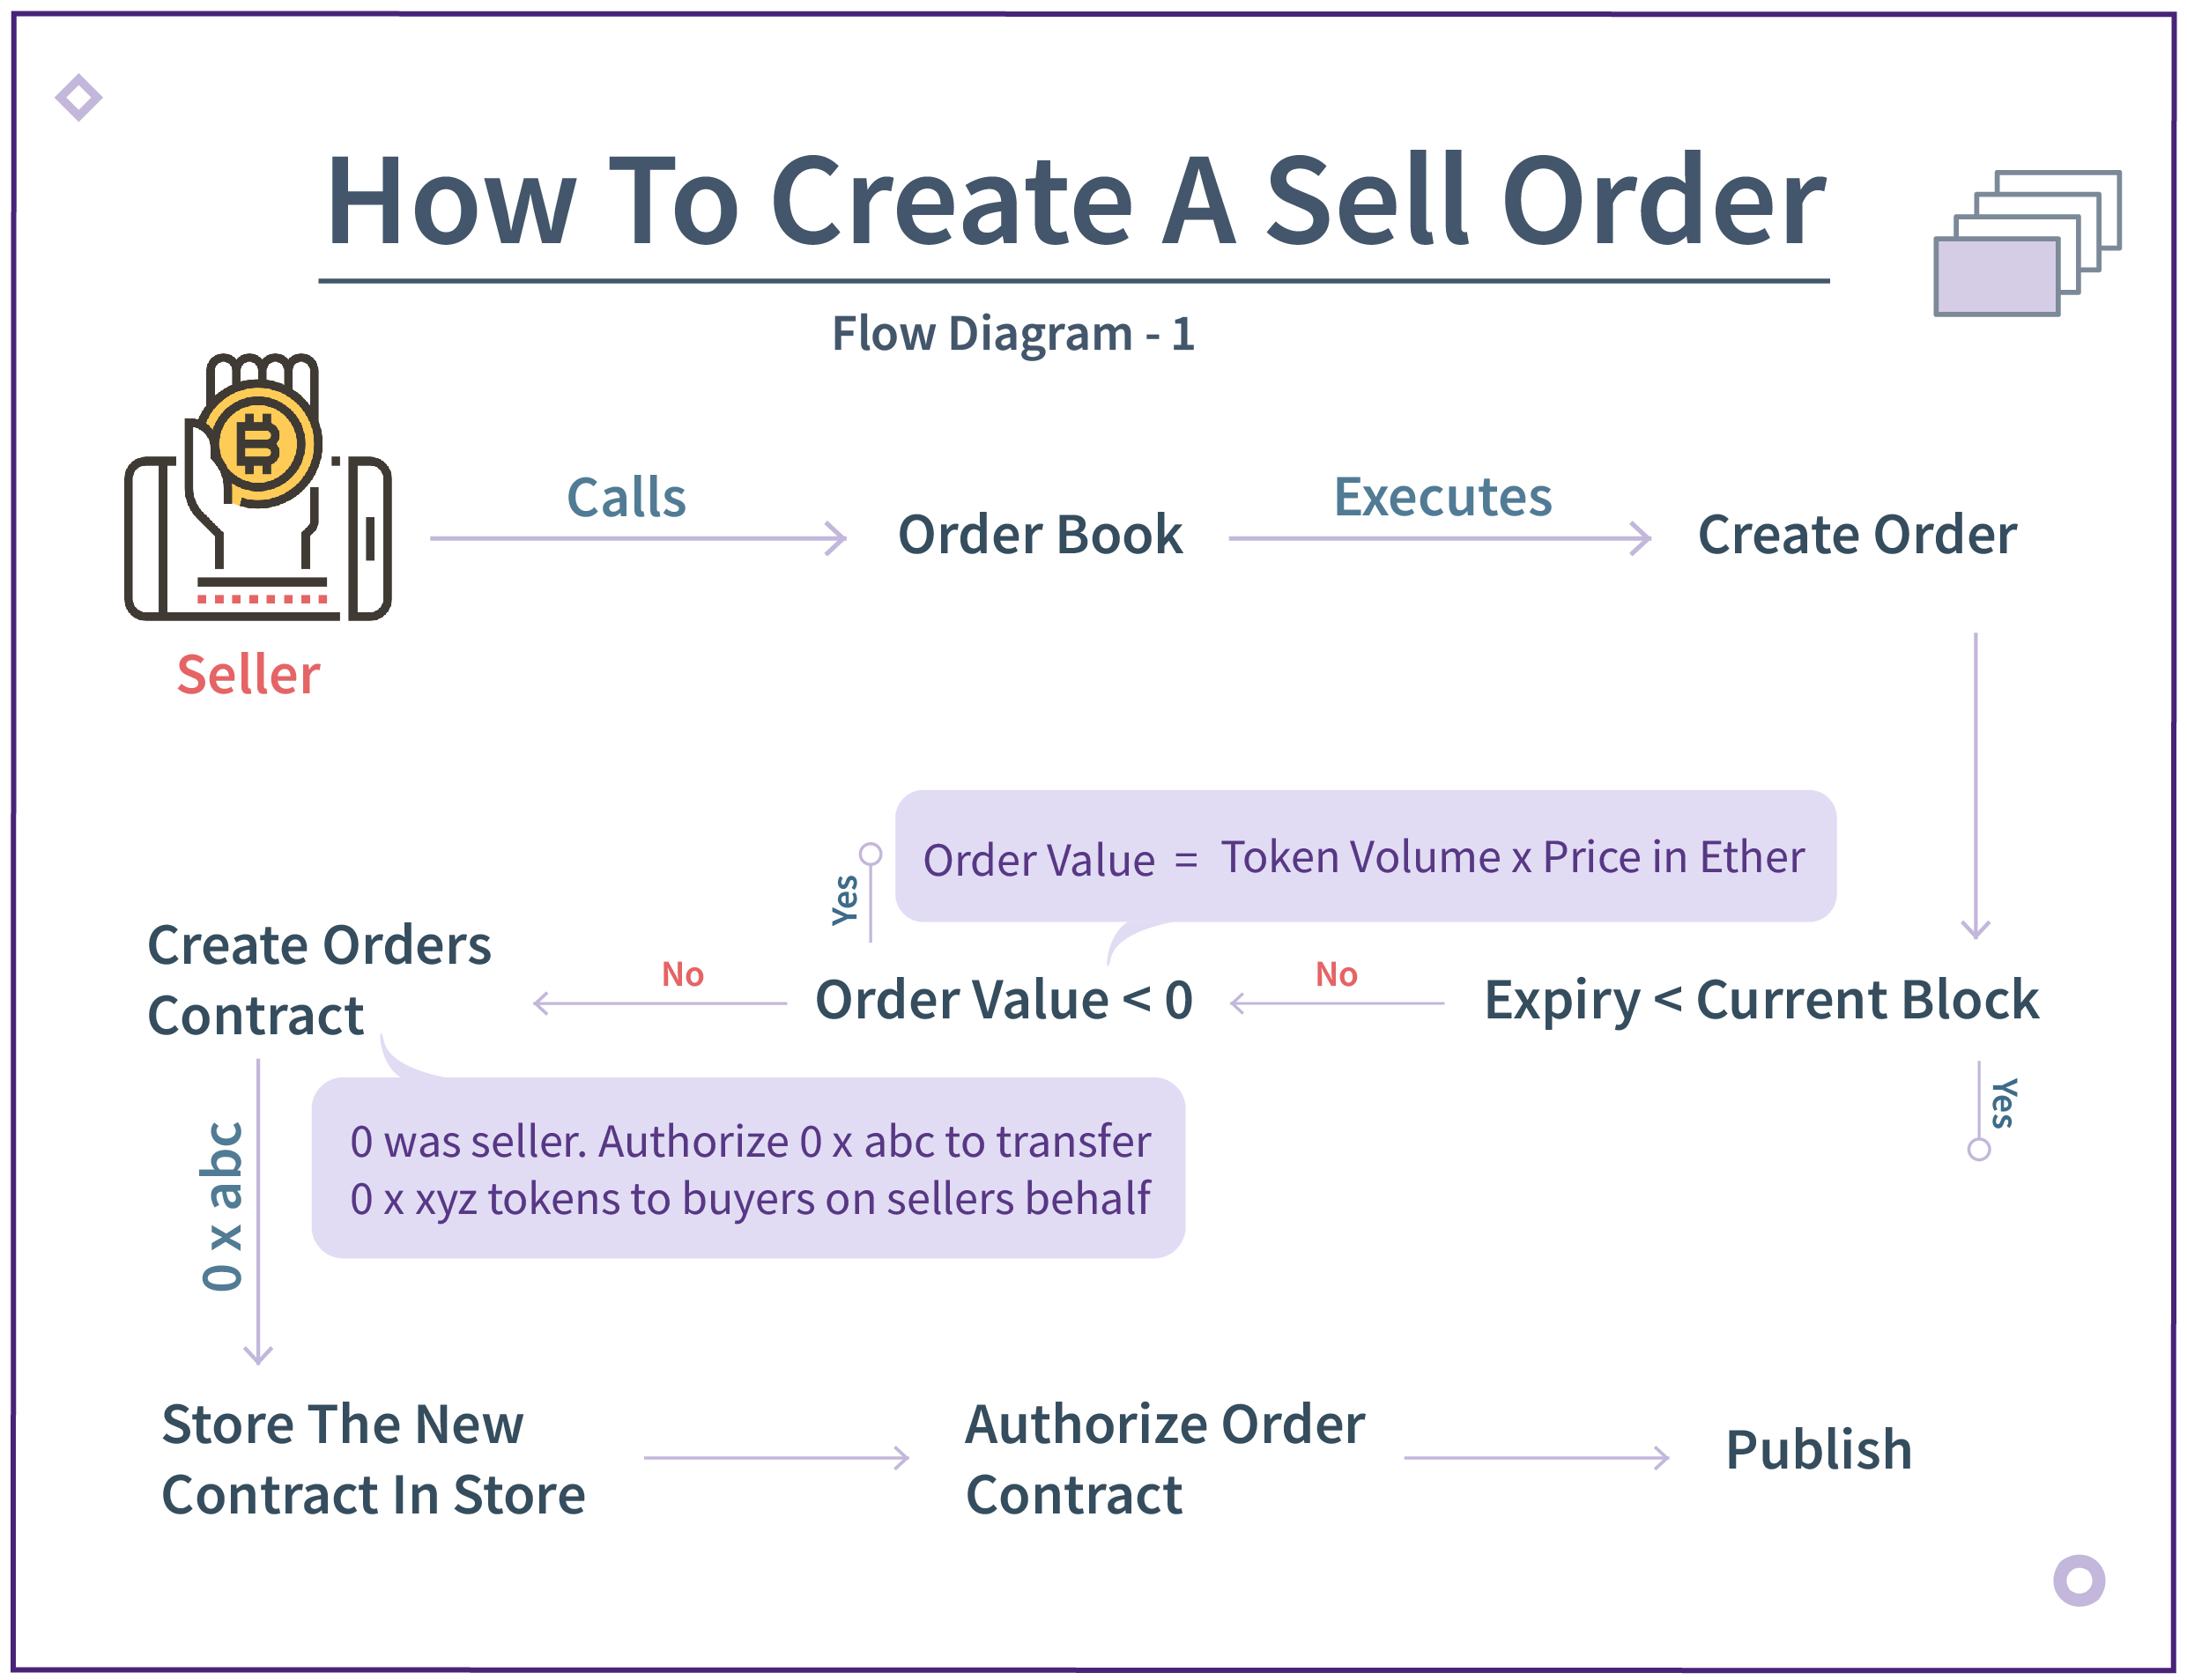 How To Create A Sell Order
Flow Diagram - 1
Calls
Executes
Order Book
Create Order
Seller
Order Value = Token Volume x Price in Ether
Yes
Create Orders
Contract
No
Order Value < 0
No
Expiry < Current Block
Yes
0 x abc
0 was seller. Authorize 0 x abc to transfer
0 x xyz tokens to buyers on sellers behalf
Store The New
Contract In Store
Authorize Order
Contract
Publish